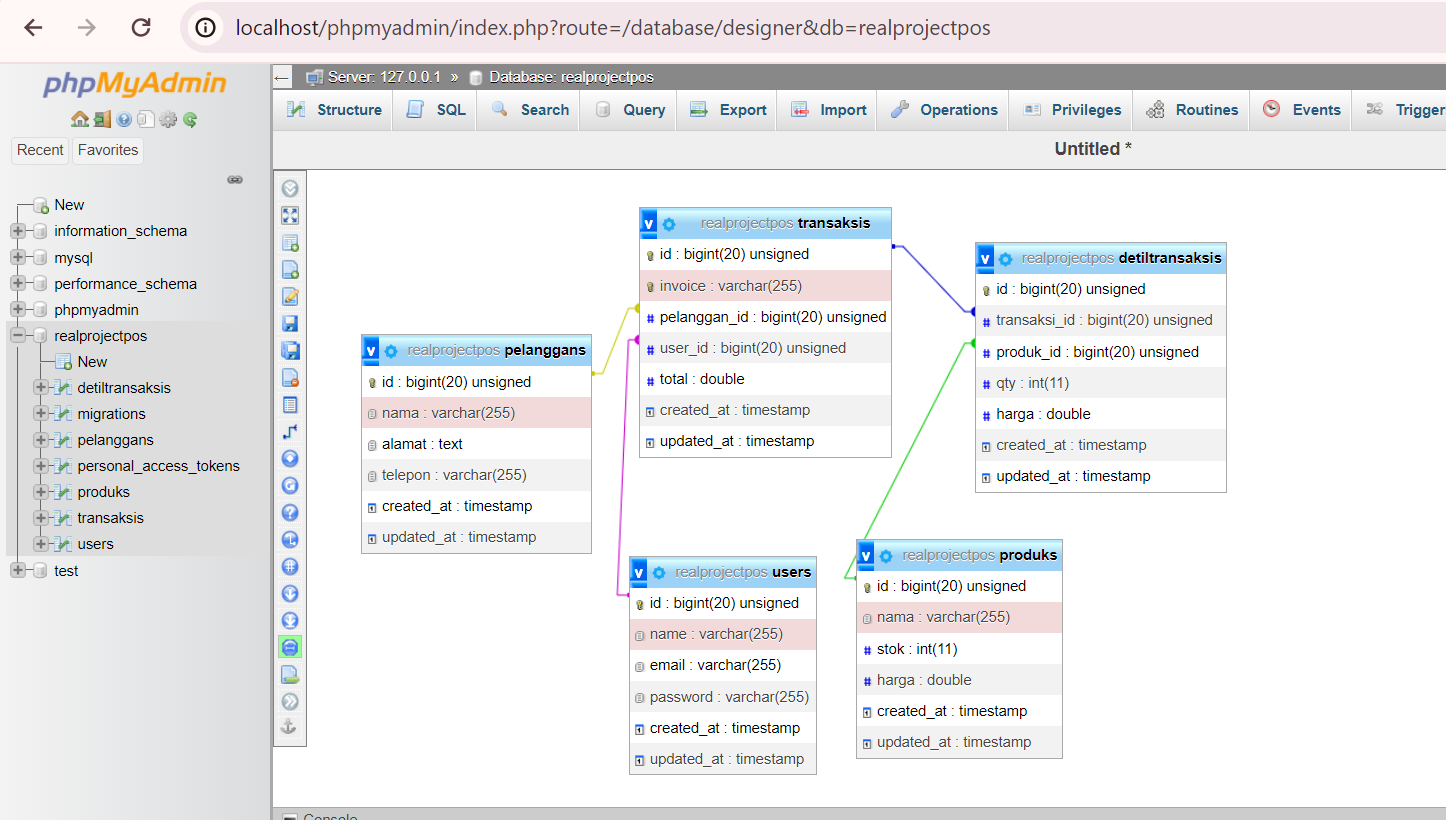 localhost/phpmyadmin/index.php?route=/database/designer&db=realprojectpos
phpMyAdmin
Recent
Favorites
New
information_schema
mysql
performance_schema
phpmyadmin
realprojectpos
New
detiltransaksis
migrations
pelanggans
personal_access_tokens
produks
transaksis
users
test
← Server: 127.0.0.1 » Database: realprojectpos
Structure
SQL
Search
Query
Export
Import
Operations
Privileges
Routines
Events
Trigger
Untitled *
v realprojectpos pelanggans
id : bigint(20) unsigned
nama : varchar(255)
alamat : text
telepon : varchar(255)
created_at : timestamp
updated_at : timestamp
v realprojectpos transaksis
id : bigint(20) unsigned
invoice : varchar(255)
# pelanggan_id : bigint(20) unsigned
# user_id : bigint(20) unsigned
# total : double
created_at : timestamp
updated_at : timestamp
v realprojectpos detiltransaksis
id : bigint(20) unsigned
# transaksi_id : bigint(20) unsigned
# produk_id : bigint(20) unsigned
# qty : int(11)
# harga : double
created_at : timestamp
updated_at : timestamp
v realprojectpos users
id : bigint(20) unsigned
name : varchar(255)
email : varchar(255)
password : varchar(255)
created_at : timestamp
updated_at : timestamp
v realprojectpos produks
id : bigint(20) unsigned
nama : varchar(255)
# stok : int(11)
# harga : double
created_at : timestamp
updated_at : timestamp
Console